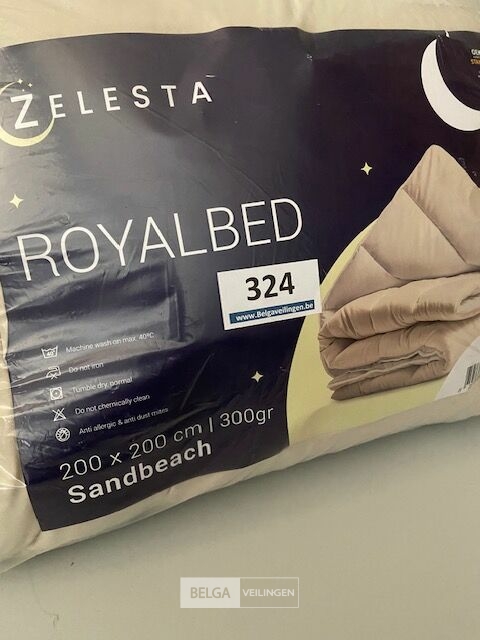 ZELESTA
ROYALBED
324
www.Belgaveilingen.be
40°
Machine wash on max. 40ºC
Do not iron
Tumble dry, normal
Do not chemically clean
Anti allergic & anti dust mites
200 x 200 cm | 300gr
Sandbeach
BELGA VEILINGEN